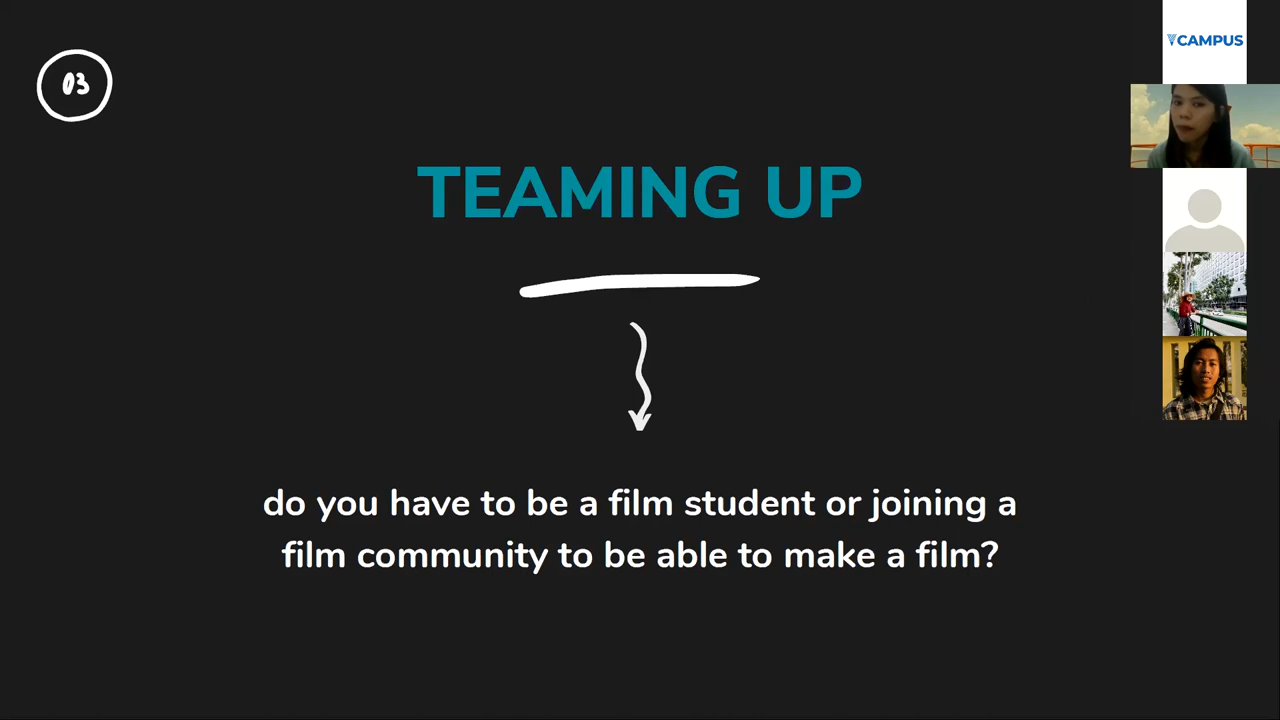 03
VCAMPUS
TEAMING UP
do you have to be a film student or joining a
film community to be able to make a film?